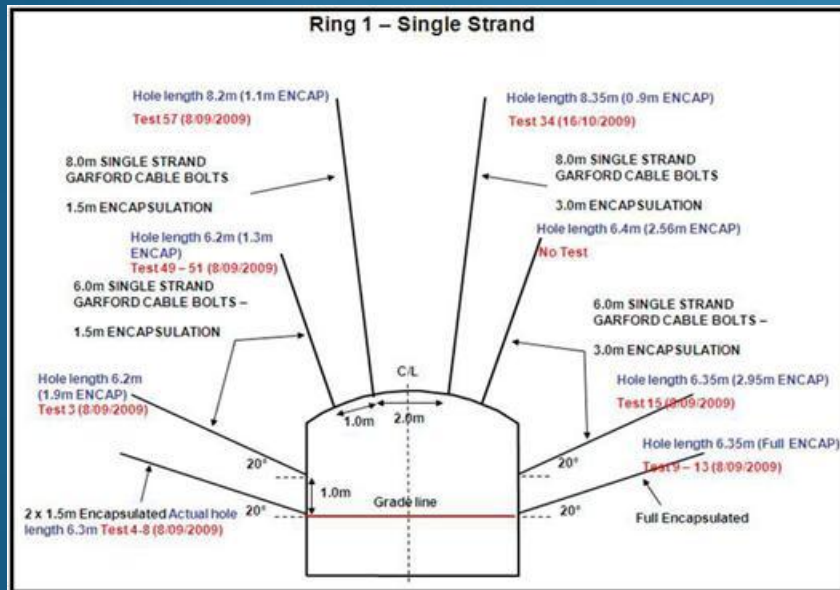 Ring 1 – Single Strand
Hole length 8.2m (1.1m ENCAP)
Test 57 (8/09/2009)
Hole length 8.35m (0.9m ENCAP)
Test 34 (16/10/2009)
8.0m SINGLE STRAND
GARFORD CABLE BOLTS
1.5m ENCAPSULATION
8.0m SINGLE STRAND
GARFORD CABLE BOLTS
3.0m ENCAPSULATION
Hole length 6.2m (1.3m
ENCAP)
Test 49 – 51 (8/09/2009)
Hole length 6.4m (2.56m ENCAP)
No Test
6.0m SINGLE STRAND
GARFORD CABLE BOLTS –
1.5m ENCAPSULATION
6.0m SINGLE STRAND
GARFORD CABLE BOLTS –
3.0m ENCAPSULATION
C/L
Hole length 6.2m
(1.9m ENCAP)
Test 3 (8/09/2009)
Hole length 6.35m (2.95m ENCAP)
Test 15 (8/09/2009)
1.0m
2.0m
Hole length 6.35m (Full ENCAP)
Test 9 – 13 (8/09/2009)
20°
20°
1.0m
Grade line
2 x 1.5m Encapsulated Actual hole
length 6.3m Test 4-8 (8/09/2009)
20°
20°
Full Encapsulated